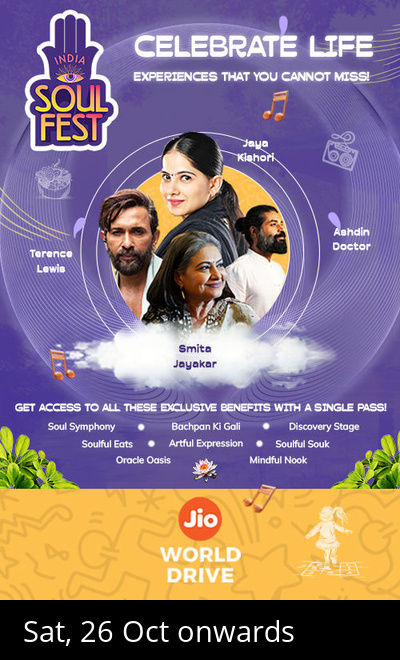 INDIA
SOUL
FEST
CELEBRATE LIFE
EXPERIENCES THAT YOU CANNOT MISS!
Jaya
Kishori
Terence
Lewis
Ashdin
Doctor
Smita
Jayakar
GET ACCESS TO ALL THESE EXCLUSIVE BENEFITS WITH A SINGLE PASS!
Soul Symphony Bachpan Ki Gali Discovery Stage
Soulful Eats Artful Expression Soulful Souk
Oracle Oasis Mindful Nook
Jio
WORLD
DRIVE
Sat, 26 Oct onwards